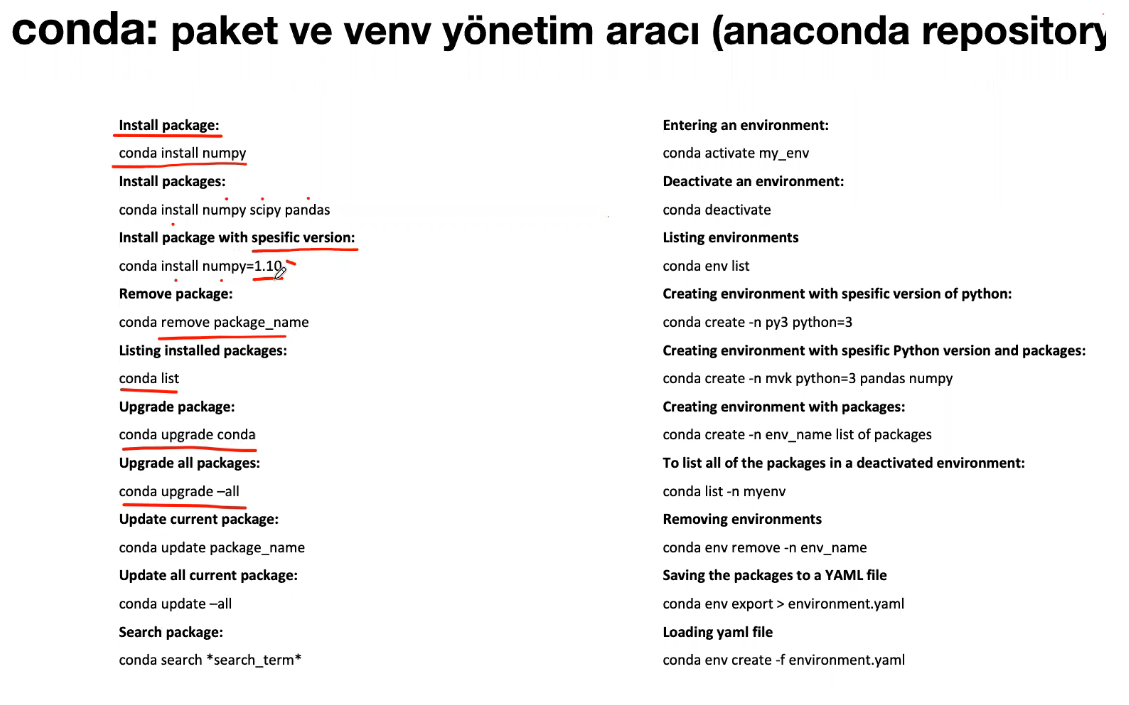 conda: paket ve venv yönetim aracı (anaconda repository
Install package:
conda install numpy
Install packages:
conda install numpy scipy pandas
Install package with spesific version:
conda install numpy=1.10
Remove package:
conda remove package_name
Listing installed packages:
conda list
Upgrade package:
conda upgrade conda
Upgrade all packages:
conda upgrade –all
Update current package:
conda update package_name
Update all current package:
conda update –all
Search package:
conda search *search_term*
Entering an environment:
conda activate my_env
Deactivate an environment:
conda deactivate
Listing environments
conda env list
Creating environment with spesific version of python:
conda create -n py3 python=3
Creating environment with spesific Python version and packages:
conda create -n mvk python=3 pandas numpy
Creating environment with packages:
conda create -n env_name list of packages
To list all of the packages in a deactivated environment:
conda list -n myenv
Removing environments
conda env remove -n env_name
Saving the packages to a YAML file
conda env export > environment.yaml
Loading yaml file
conda env create -f environment.yaml